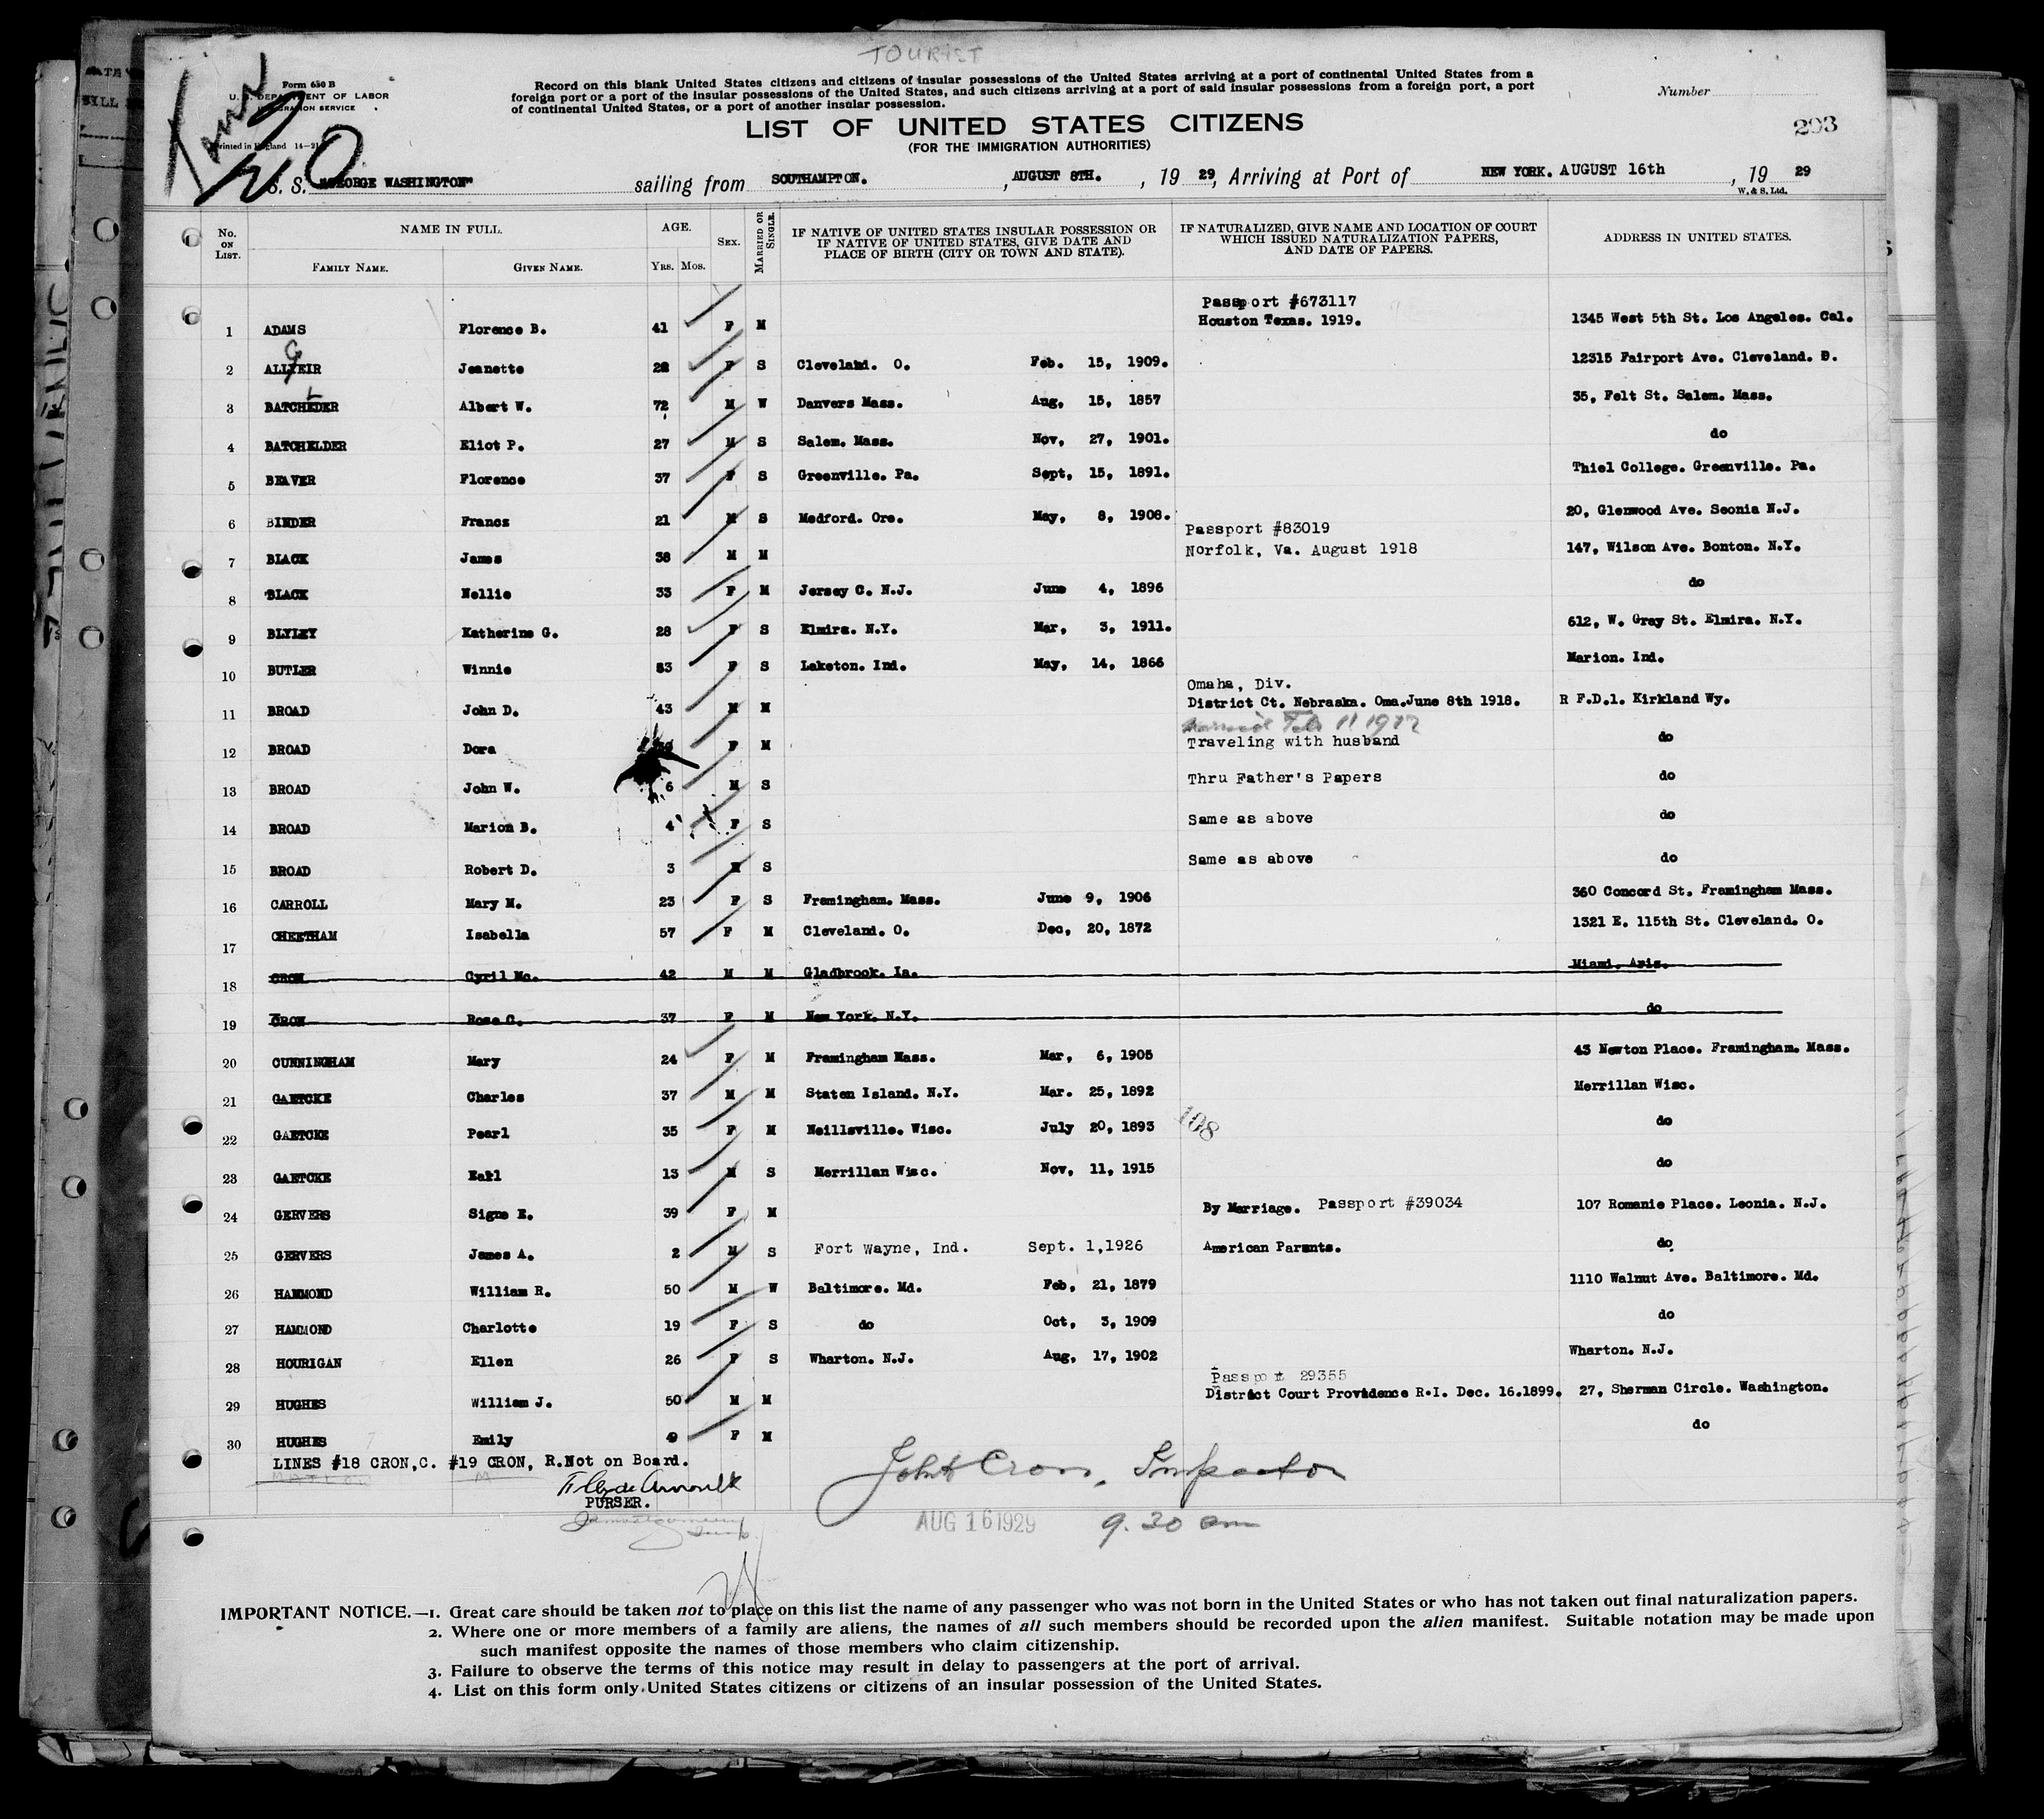 TOURIST
Form 630 B
U. S. DEPARTMENT OF LABOR
IMMIGRATION SERVICE
Printed in England 14—21
20
Record on this blank United States citizens and citizens of insular possessions of the United States arriving at a port of continental United States from a
foreign port or a port of the insular possessions of the United States, and such citizens arriving at a port of said insular possessions from a foreign port, a port
of continental United States, or a port of another insular possession.
Number
LIST OF UNITED STATES CITIZENS
(FOR THE IMMIGRATION AUTHORITIES)
203
S. S. "GEORGE WASHINGTON" sailing from SOUTHAMPTON. , AUGUST 8TH. , 19 29, Arriving at Port of NEW YORK. AUGUST 16th , 19 29
W. & S. Ltd.
No. ON LIST. NAME IN FULL. FAMILY NAME. GIVEN NAME. AGE. YRS. MOS. SEX. MARRIED OR SINGLE. IF NATIVE OF UNITED STATES INSULAR POSSESSION OR IF NATIVE OF UNITED STATES, GIVE DATE AND PLACE OF BIRTH (CITY OR TOWN AND STATE). IF NATURALIZED, GIVE NAME AND LOCATION OF COURT WHICH ISSUED NATURALIZATION PAPERS, AND DATE OF PAPERS. ADDRESS IN UNITED STATES.
Passport #673117
1 ADAMS Florence B. 41 F M Houston Texas. 1919. 1345 West 5th St. Los Angeles. Cal.
2 Jeanette F S Cleveland. O. Feb. 15, 1909. 12315 Fairport Ave. Cleveland.
3 BATCHELDER Albert W. 72 M W Danvers Mass. Aug, 15, 1857 35, Felt St. Salem. Mass.
4 BATCHELDER Eliot P. 27 M S Salem. Mass. Nov, 27, 1901. do
5 BEAVER Florence 37 F S Greenville. Pa. Sept, 15, 1891. Thiel College. Greenville. Pa.
6 BINDER Francz 21 M S Medford. Ore. May, 8, 1908. 20, Glenwood Ave. Seonia N.J.
Passport #83019
7 BLACK James 38 M M Norfolk, Va. August 1918 147, Wilson Ave. Bonton. N.Y.
8 BLACK Nellie 33 F M Jersey C. N.J. June 4, 1896 do
9 BLYLEY Katherine G. 28 F S Elmira. N.Y. Mar, 3, 1911. 612, W. Gray St. Elmira. N.Y.
10 BUTLER Winnie F S Laketon. Ind. May, 14, 1866 Marion. Ind.
Omaha, Div.
11 BROAD John D. 43 M M District Ct. Nebraska. Oma.June 8th 1918. R F.D.1. Kirkland Wy.
12 BROAD Dora F M Traveling with husband do
13 BROAD John W. 6 M S Thru Father's Papers do
14 BROAD Marion B. 4 F S Same as above do
15 BROAD Robert D. 3 M S Same as above do
16 CARROLL Mary M. 23 F S Framingham. Mass. June 9, 1906 360 Concord St. Framingham Mass.
17 CHEETHAM Isabella 57 F M Cleveland. O. Dec, 20, 1872 1321 E. 115th St. Cleveland. O.
18 CRON Cyril Mc. 42 M M Gladbrook. Ia. Miami. Ariz.
19 CRON Rose C. 37 F M New York. N.Y. do
20 CUNNINGHAM Mary 24 F M Framingham Mass. Mar, 6, 1905 43 Newton Place. Framingham. Mass.
21 GAETCKE Charles 37 M M Staten Island. N.Y. Mar. 25, 1892 Merrillan Wisc.
22 GAETCKE Pearl 35 F M Neillsville. Wisc. July 20, 1893 108 do
23 GAETCKE Earl 13 M S Merrillan Wisc. Nov, 11, 1915 do
24 GERVERS Signe E. 39 F M By Marriage. Passport #39034 107 Romanie Place. Leonia. N.J.
25 GERVERS James A. 2 M S Fort Wayne, Ind. Sept. 1,1926 American Parents. do
26 HAMMOND William R. 50 M W Baltimore. Md. Feb, 21, 1879 1110 Walnut Ave. Baltimore. Md.
27 HAMMOND Charlotte 19 F S do Oct, 3, 1909 do
28 HOURIGAN Ellen 26 F S Wharton. N.J. Aug, 17, 1902 Wharton. N.J.
Passport 29355
29 HUGHES William J. 50 M M District Court Providence R.I. Dec. 16.1899. 27, Sherman Circle. Washington.
30 HUGHES Emily F M do
LINES #18 CRON,C. #19 CRON, R.Not on Board.
PURSER.
John Cron, Inspector
AUG 16 1929 9.30 am
IMPORTANT NOTICE.—1. Great care should be taken not to place on this list the name of any passenger who was not born in the United States or who has not taken out final naturalization papers.
2. Where one or more members of a family are aliens, the names of all such members should be recorded upon the alien manifest. Suitable notation may be made upon
such manifest opposite the names of those members who claim citizenship.
3. Failure to observe the terms of this notice may result in delay to passengers at the port of arrival.
4. List on this form only United States citizens or citizens of an insular possession of the United States.